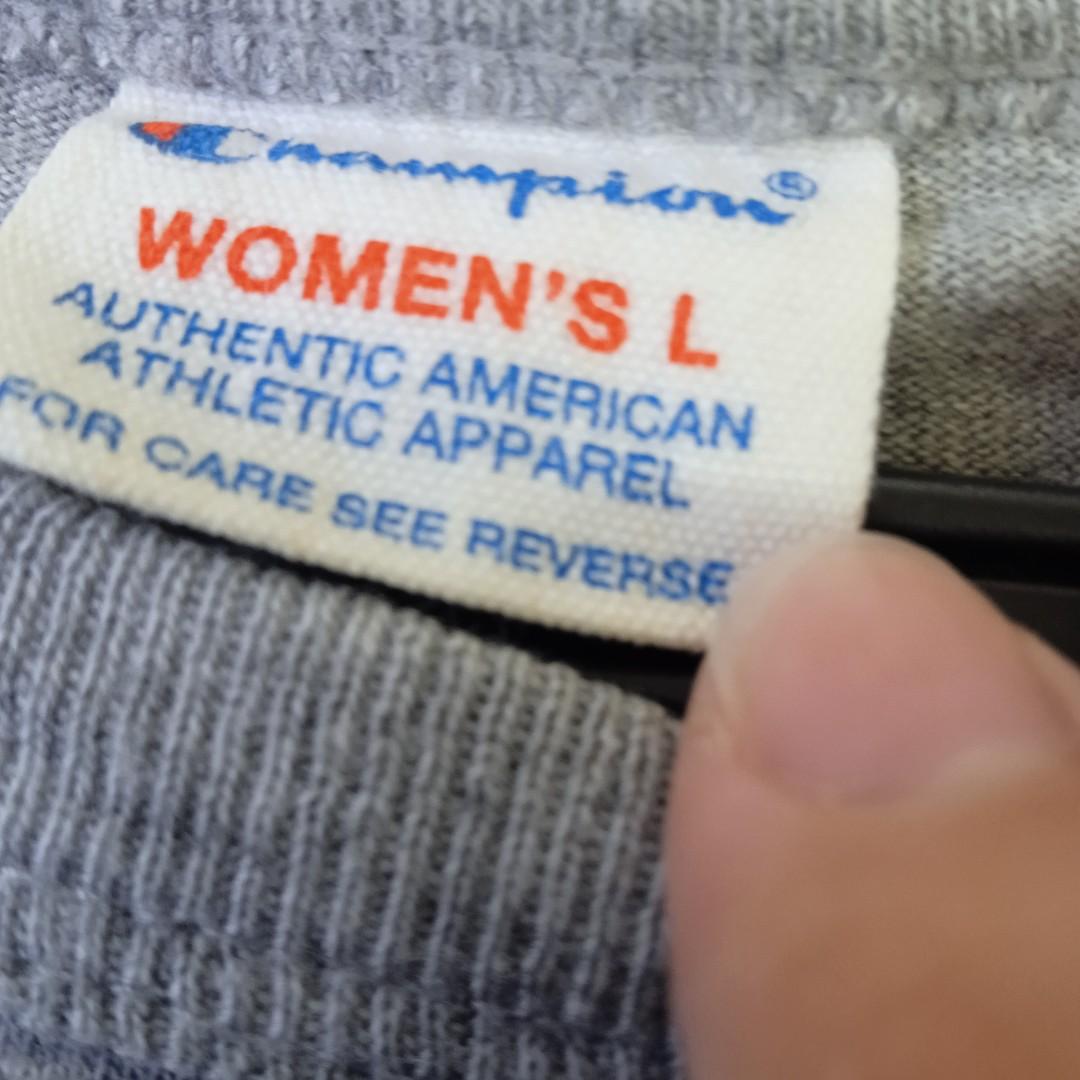 Champion®
WOMEN'S L
AUTHENTIC AMERICAN
ATHLETIC APPAREL
FOR CARE SEE REVERSE